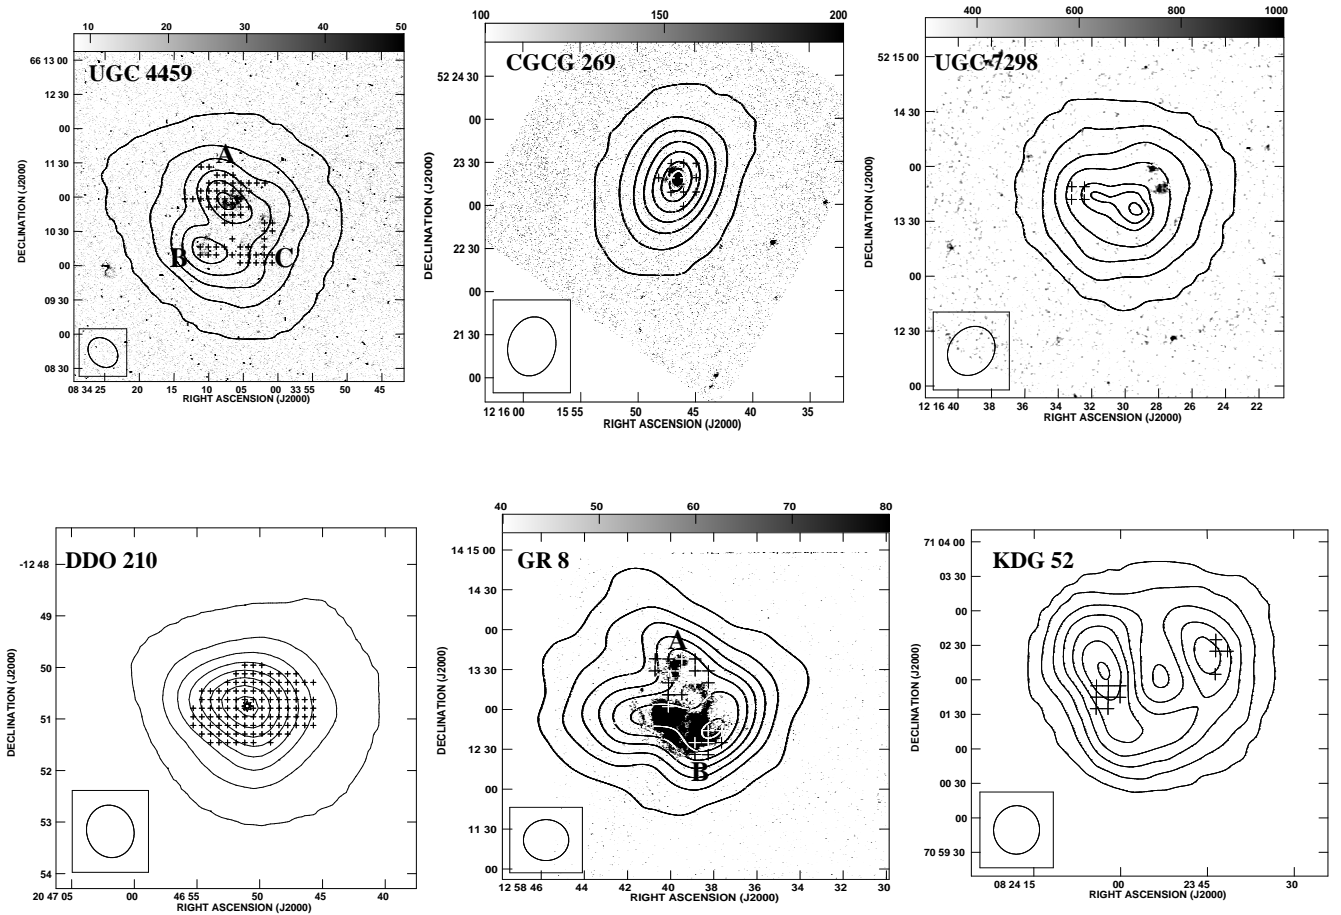 10 20 30 40 50
UGC 4459
66 13 00
12 30
00
11 30
00
10 30
00
09 30
00
08 30
A
B
C
DECLINATION (J2000)
08 34 25 20 15 10 05 00 33 55 50 45
RIGHT ASCENSION (J2000)
100 150 200
CGCG 269
52 24 30
00
23 30
00
22 30
00
21 30
00
DECLINATION (J2000)
12 16 00 15 55 50 45 40 35
RIGHT ASCENSION (J2000)
400 600 800 1000
UGC 7298
52 15 00
14 30
00
13 30
00
12 30
00
DECLINATION (J2000)
12 16 40 38 36 34 32 30 28 26 24 22
RIGHT ASCENSION (J2000)
DDO 210
-12 48
49
50
51
52
53
54
DECLINATION (J2000)
20 47 05 00 46 55 50 45 40
RIGHT ASCENSION (J2000)
40 50 60 70 80
GR 8
14 15 00
14 30
00
13 30
00
12 30
00
11 30
00
A
B
DECLINATION (J2000)
12 58 46 42 40 38 36 34 32 30
RIGHT ASCENSION (J2000)
KDG 52
71 04 00
03 30
00
02 30
00
01 30
00
00 30
00
70 59 30
DECLINATION (J2000)
08 24 15 00 23 45 30
RIGHT ASCENSION (J2000)